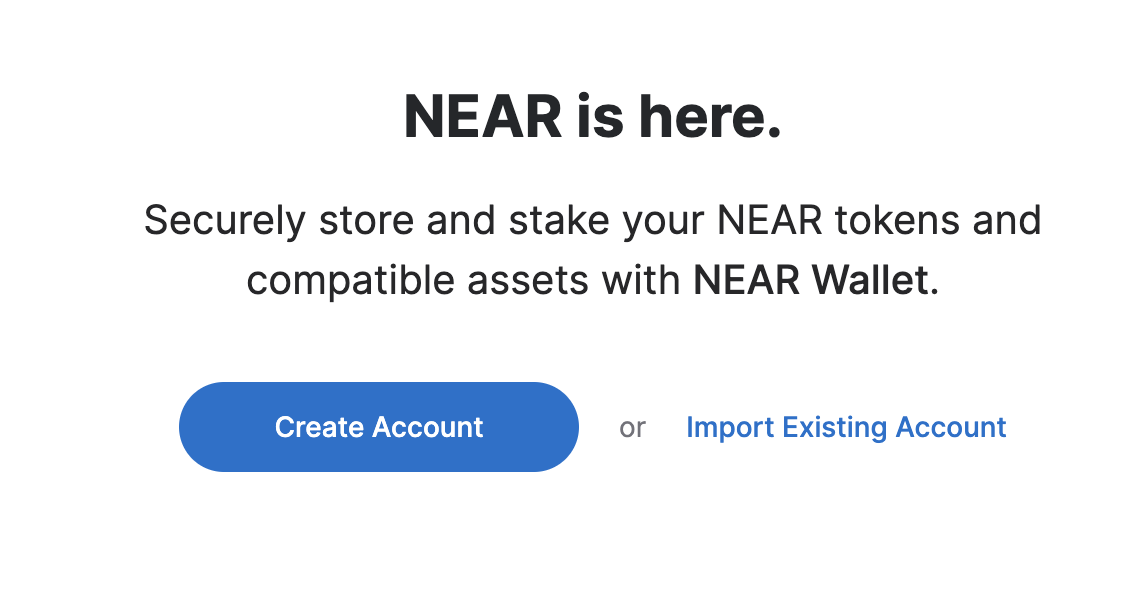 NEAR is here.
Securely store and stake your NEAR tokens and
compatible assets with NEAR Wallet.
Create Account or Import Existing Account